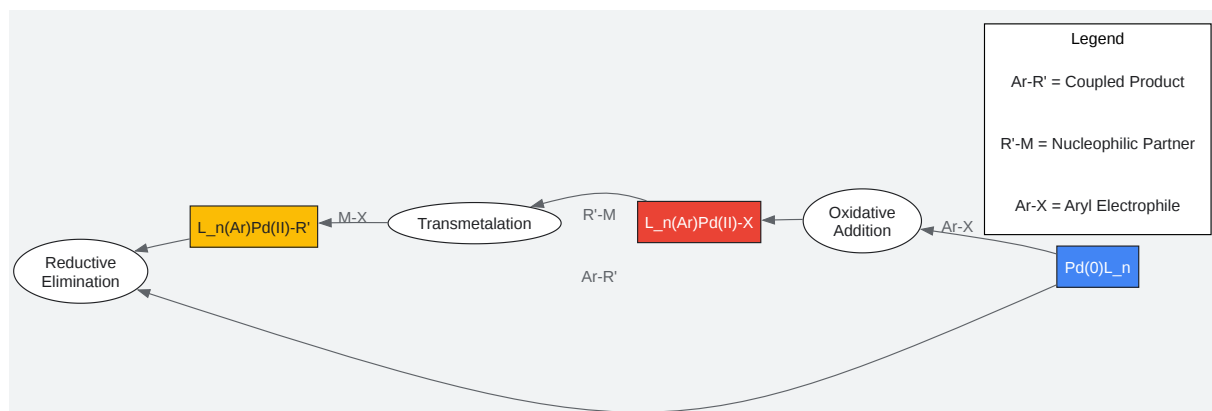 Legend
Ar-R' = Coupled Product
R'-M = Nucleophilic Partner
Ar-X = Aryl Electrophile
L_n(Ar)Pd(II)-R'
M-X
Transmetalation
R'-M
L_n(Ar)Pd(II)-X
Oxidative
Addition
Ar-X
Pd(0)L_n
Reductive
Elimination
Ar-R'